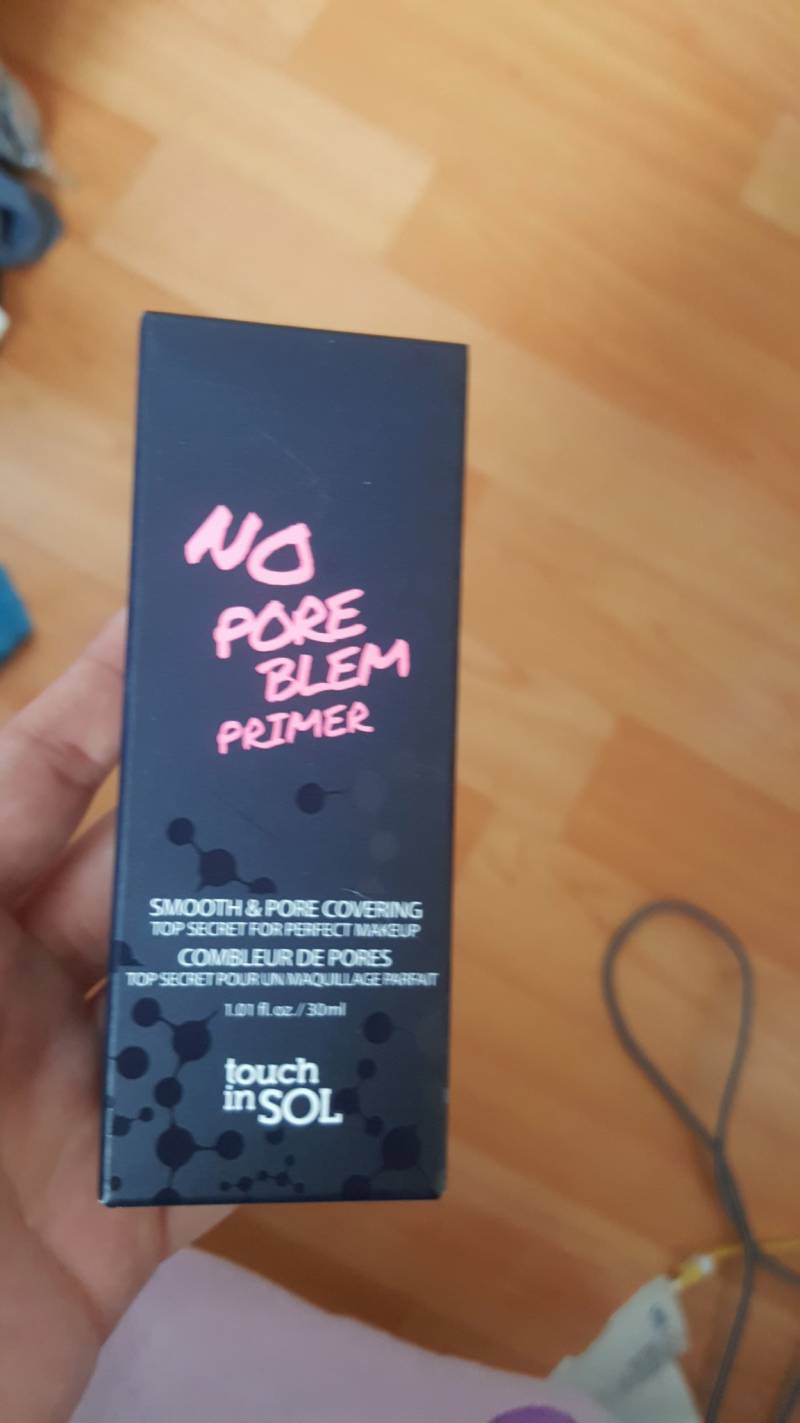 NO
PORE
BLEM
PRIMER
SMOOTH & PORE COVERING
TOP SECRET FOR PERFECT MAKEUP
COMBLEUR DE PORES
TOP SECRET POUR UN MAQUILLAGE PARFAIT
1.01 fl.oz./30ml
touch
in SOL